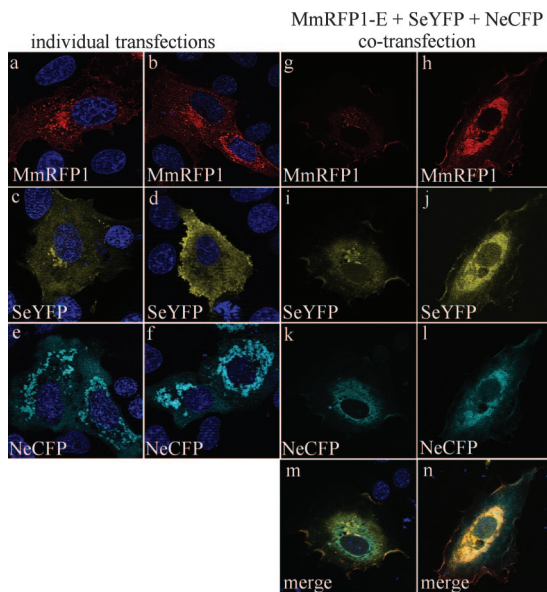 MmRFP1-E + SeYFP + NeCFP
individual transfections
co-transfection
a
b
g
h
MmRFP1
MmRFP1
MmRFP1
MmRFP1
c
d
i
j
SeYFP
SeYFP
SeYFP
SeYFP
e
f
k
l
NeCFP
NeCFP
NeCFP
NeCFP
m
n
merge
merge